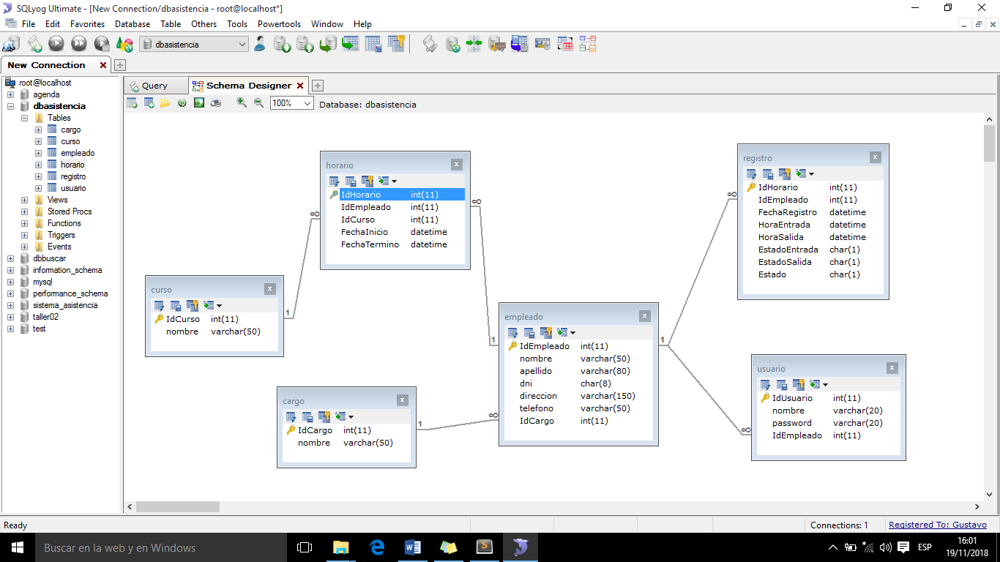 SQLyog Ultimate - [New Connection/dbasistencia - root@localhost*]
File Edit Favorites Database Table Others Tools Powertools Window Help
dbasistencia
New Connection
root@localhost
agenda
dbasistencia
Tables
cargo
curso
empleado
horario
registro
usuario
Views
Stored Procs
Functions
Triggers
Events
dbbuscar
information_schema
mysql
performance_schema
sistema_asistencia
taller02
test
Query Schema Designer
100% Database: dbasistencia
horario
IdHorario int(11)
IdEmpleado int(11)
IdCurso int(11)
FechaInicio datetime
FechaTermino datetime
∞
∞
registro
IdHorario int(11)
IdEmpleado int(11)
FechaRegistro datetime
HoraEntrada datetime
HoraSalida datetime
EstadoEntrada char(1)
EstadoSalida char(1)
Estado char(1)
∞
curso
IdCurso int(11)
nombre varchar(50)
1
empleado
IdEmpleado int(11)
nombre varchar(50)
apellido varchar(80)
dni char(8)
direccion varchar(150)
telefono varchar(50)
IdCargo int(11)
1
1
∞
cargo
IdCargo int(11)
nombre varchar(50)
1
usuario
IdUsuario int(11)
nombre varchar(20)
password varchar(20)
IdEmpleado int(11)
∞
Ready Connections: 1 Registered To: Gustavo
Buscar en la web y en Windows
ESP
16:01
19/11/2018